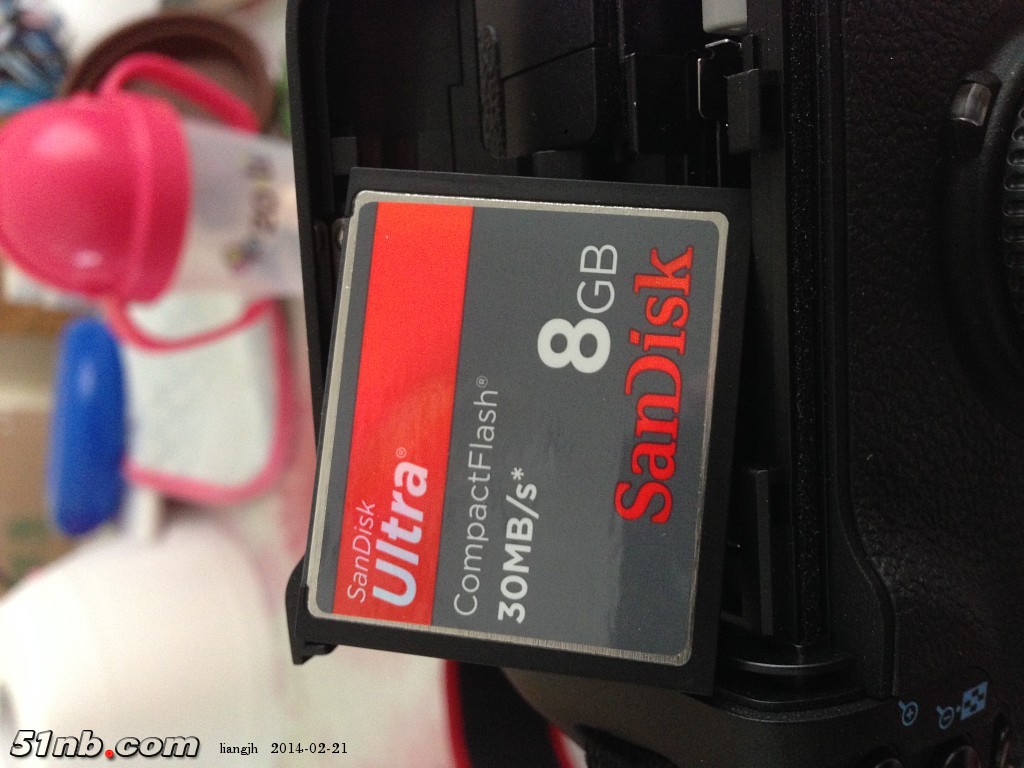 SanDisk
Ultra®
CompactFlash®
30MB/s*
8GB
SanDisk
51nb.com liangjh 2014-02-21